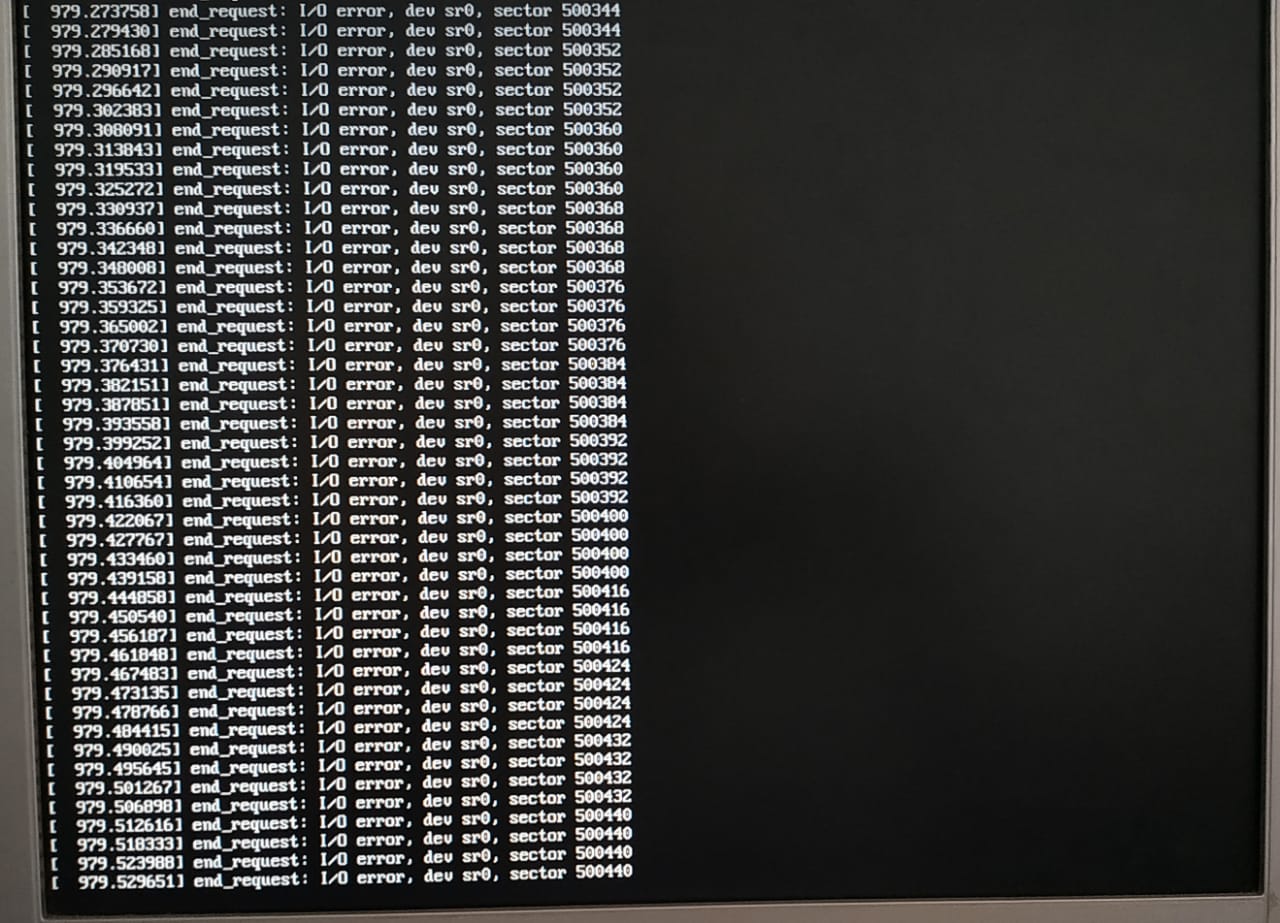 [  979.273758] end_request: I/O error, dev sr0, sector 500344
[  979.279430] end_request: I/O error, dev sr0, sector 500344
[  979.285168] end_request: I/O error, dev sr0, sector 500352
[  979.290917] end_request: I/O error, dev sr0, sector 500352
[  979.296642] end_request: I/O error, dev sr0, sector 500352
[  979.302383] end_request: I/O error, dev sr0, sector 500352
[  979.308091] end_request: I/O error, dev sr0, sector 500360
[  979.313843] end_request: I/O error, dev sr0, sector 500360
[  979.319533] end_request: I/O error, dev sr0, sector 500360
[  979.325272] end_request: I/O error, dev sr0, sector 500360
[  979.330937] end_request: I/O error, dev sr0, sector 500368
[  979.336660] end_request: I/O error, dev sr0, sector 500368
[  979.342348] end_request: I/O error, dev sr0, sector 500368
[  979.348008] end_request: I/O error, dev sr0, sector 500368
[  979.353672] end_request: I/O error, dev sr0, sector 500376
[  979.359325] end_request: I/O error, dev sr0, sector 500376
[  979.365002] end_request: I/O error, dev sr0, sector 500376
[  979.370730] end_request: I/O error, dev sr0, sector 500376
[  979.376431] end_request: I/O error, dev sr0, sector 500384
[  979.382151] end_request: I/O error, dev sr0, sector 500384
[  979.387851] end_request: I/O error, dev sr0, sector 500384
[  979.393558] end_request: I/O error, dev sr0, sector 500384
[  979.399252] end_request: I/O error, dev sr0, sector 500392
[  979.404964] end_request: I/O error, dev sr0, sector 500392
[  979.410654] end_request: I/O error, dev sr0, sector 500392
[  979.416360] end_request: I/O error, dev sr0, sector 500392
[  979.422067] end_request: I/O error, dev sr0, sector 500400
[  979.427767] end_request: I/O error, dev sr0, sector 500400
[  979.433460] end_request: I/O error, dev sr0, sector 500400
[  979.439158] end_request: I/O error, dev sr0, sector 500400
[  979.444858] end_request: I/O error, dev sr0, sector 500416
[  979.450540] end_request: I/O error, dev sr0, sector 500416
[  979.456187] end_request: I/O error, dev sr0, sector 500416
[  979.461848] end_request: I/O error, dev sr0, sector 500416
[  979.467483] end_request: I/O error, dev sr0, sector 500424
[  979.473135] end_request: I/O error, dev sr0, sector 500424
[  979.478766] end_request: I/O error, dev sr0, sector 500424
[  979.484415] end_request: I/O error, dev sr0, sector 500424
[  979.490025] end_request: I/O error, dev sr0, sector 500432
[  979.495645] end_request: I/O error, dev sr0, sector 500432
[  979.501267] end_request: I/O error, dev sr0, sector 500432
[  979.506898] end_request: I/O error, dev sr0, sector 500432
[  979.512616] end_request: I/O error, dev sr0, sector 500440
[  979.518333] end_request: I/O error, dev sr0, sector 500440
[  979.523988] end_request: I/O error, dev sr0, sector 500440
[  979.529651] end_request: I/O error, dev sr0, sector 500440